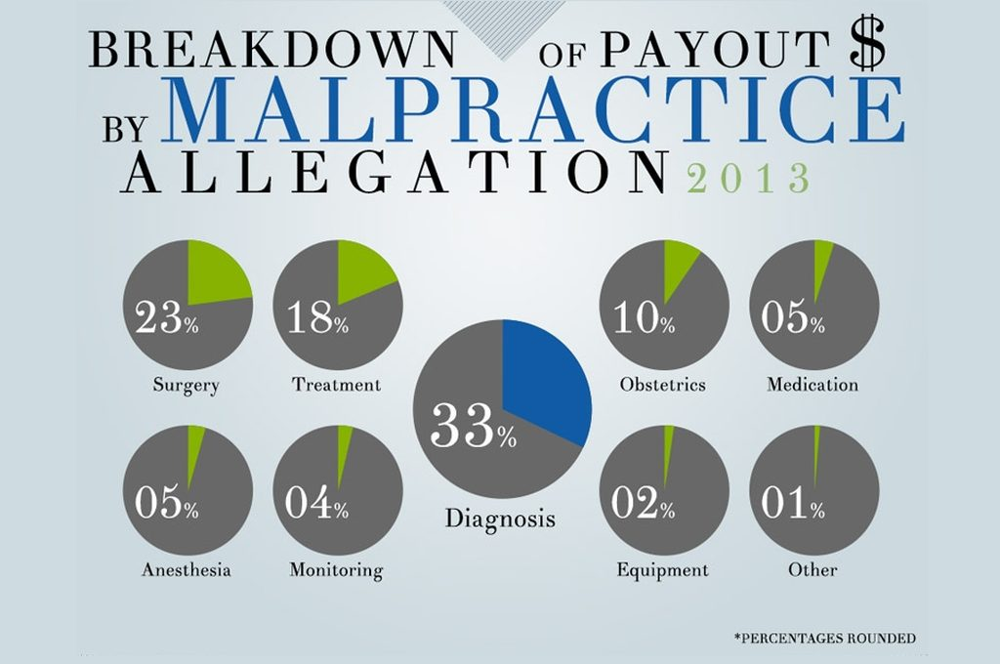 BREAKDOWN OF PAYOUT $
BY MALPRACTICE
ALLEGATION 2013
23%
Surgery
18%
Treatment
33%
Diagnosis
10%
Obstetrics
05%
Medication
05%
Anesthesia
04%
Monitoring
02%
Equipment
01%
Other
*PERCENTAGES ROUNDED